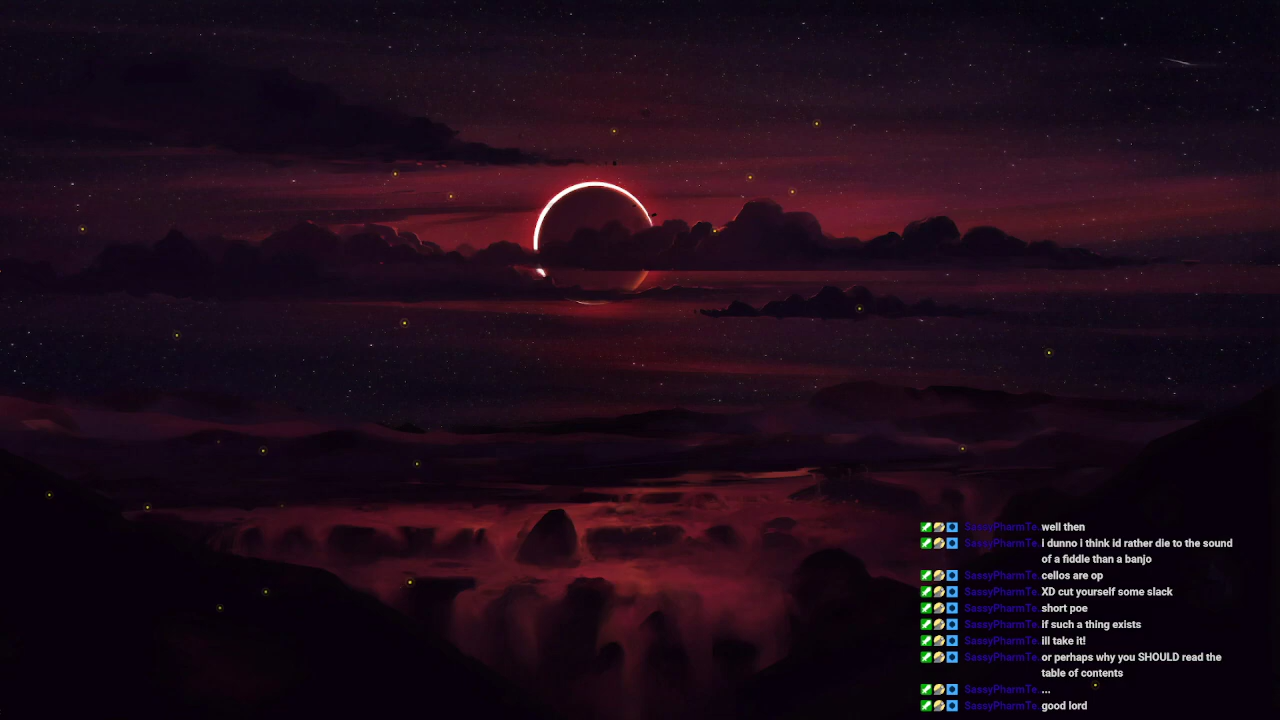 SassyPharmTe. well then
SassyPharmTe. i dunno i think id rather die to the sound
of a fiddle than a banjo
SassyPharmTe. cellos are op
SassyPharmTe. XD cut yourself some slack
SassyPharmTe. short poe
SassyPharmTe. if such a thing exists
SassyPharmTe. ill take it!
SassyPharmTe. or perhaps why you SHOULD read the
table of contents
SassyPharmTe. ...
SassyPharmTe. good lord